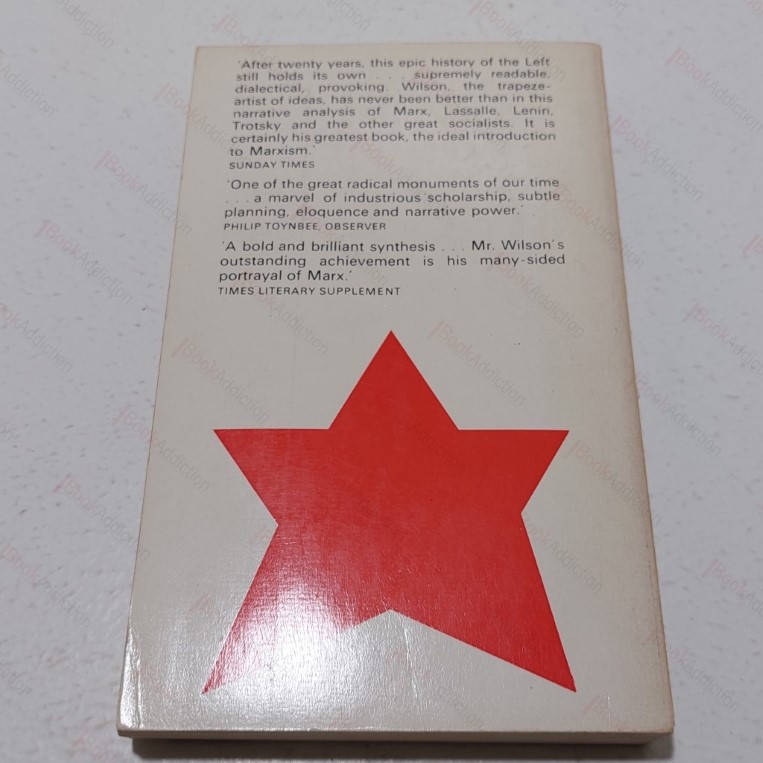 'After twenty years, this epic history of the Left
still holds its own . . . supremely readable,
dialectical, provoking. Wilson, the trapeze-
artist of ideas, has never been better than in this
narrative analysis of Marx, Lassalle, Lenin,
Trotsky and the other great socialists. It is
certainly his greatest book, the ideal introduction
to Marxism.'
SUNDAY TIMES
'One of the great radical monuments of our time
. . . a marvel of industrious scholarship, subtle
planning, eloquence and narrative power.'
PHILIP TOYNBEE, OBSERVER
'A bold and brilliant synthesis . . . Mr. Wilson's
outstanding achievement is his many-sided
portrayal of Marx.'
TIMES LITERARY SUPPLEMENT